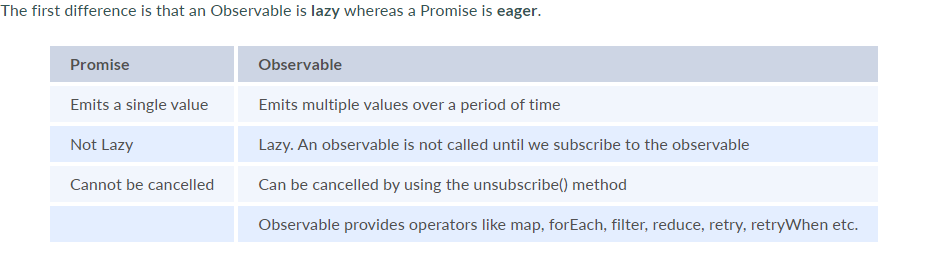 The first difference is that an Observable is lazy whereas a Promise is eager.
Promise Observable
Emits a single value Emits multiple values over a period of time
Not Lazy Lazy. An observable is not called until we subscribe to the observable
Cannot be cancelled Can be cancelled by using the unsubscribe() method
Observable provides operators like map, forEach, filter, reduce, retry, retryWhen etc.